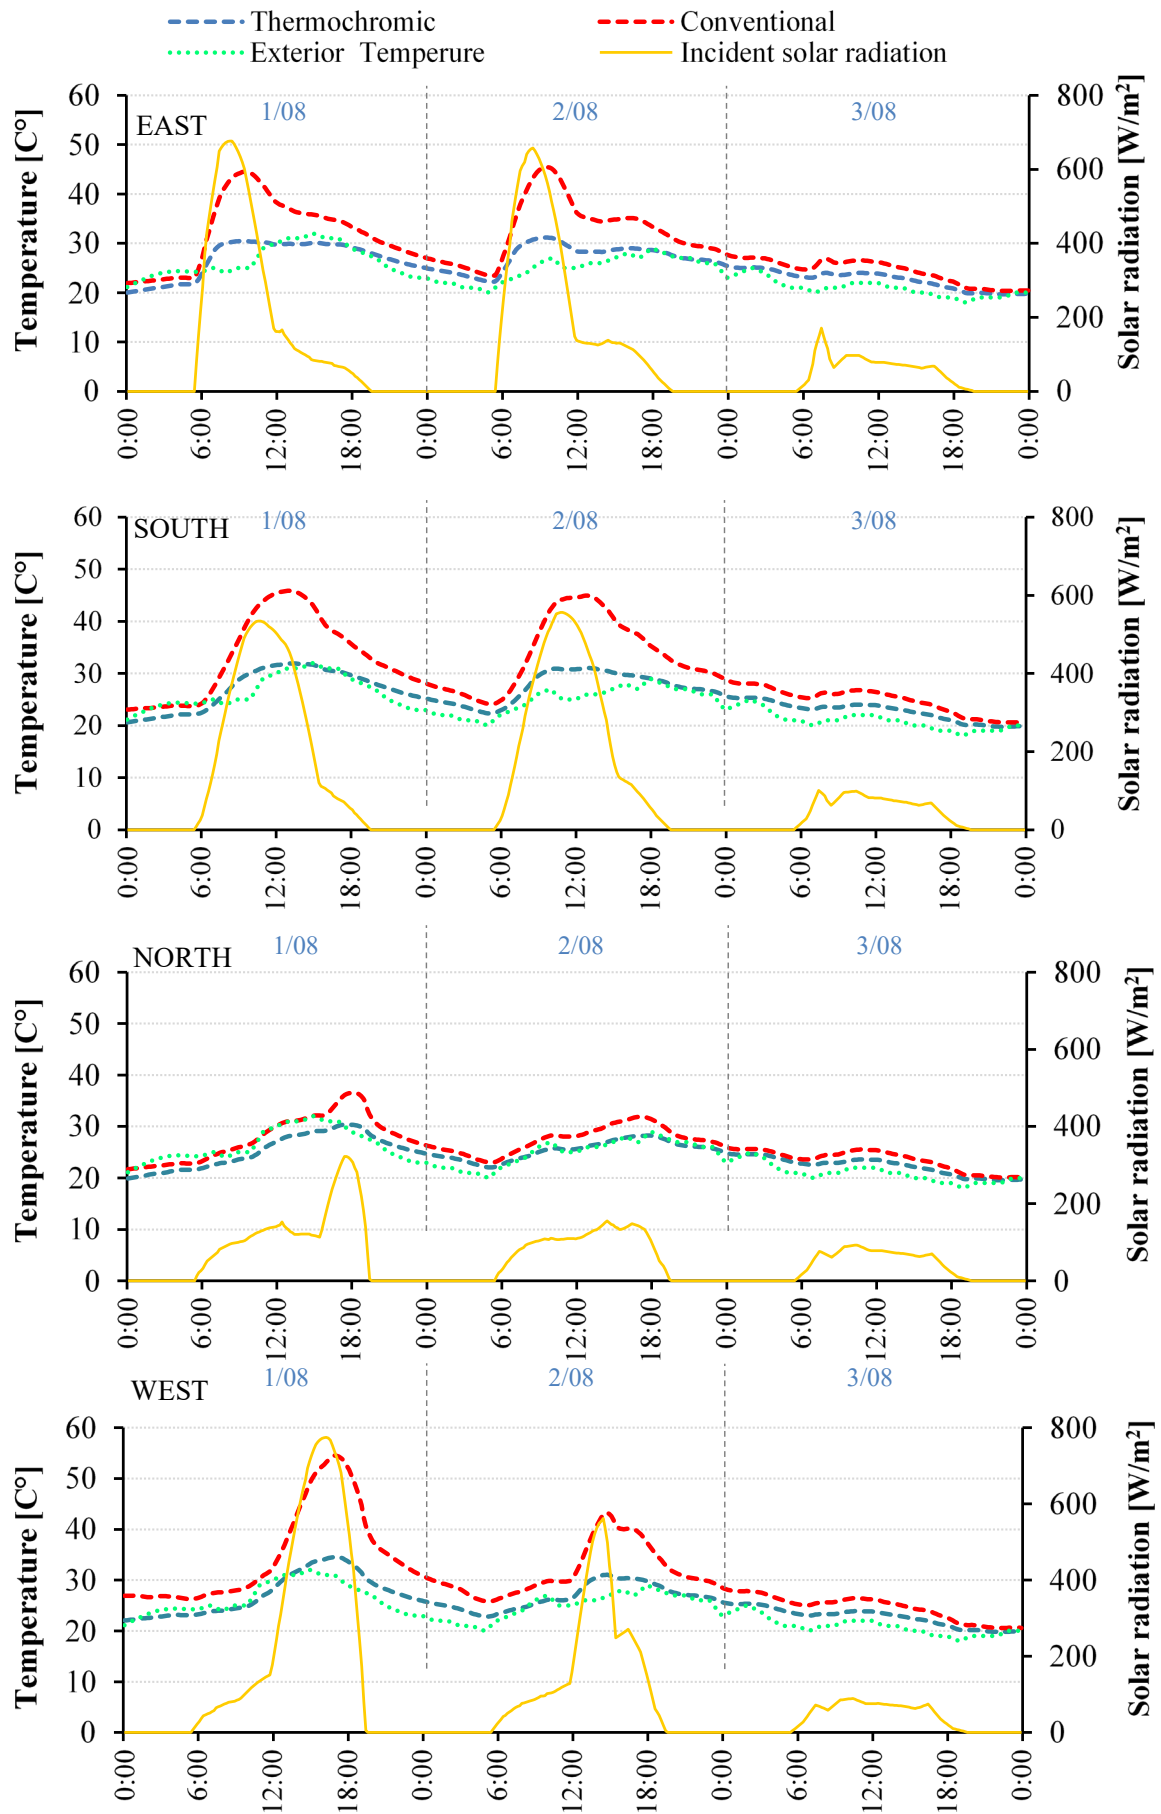 Thermochromic Conventional
Exterior Temperure Incident solar radiation
EAST 1/08 2/08 3/08
Temperature [C°]
60
50
40
30
20
10
0
800
600
400
200
0
Solar radiation [W/m²]
0:00 6:00 12:00 18:00 0:00 6:00 12:00 18:00 0:00 6:00 12:00 18:00 0:00
SOUTH 1/08 2/08 3/08
Temperature [C°]
60
50
40
30
20
10
0
800
600
400
200
0
Solar radiation [W/m²]
0:00 6:00 12:00 18:00 0:00 6:00 12:00 18:00 0:00 6:00 12:00 18:00 0:00
NORTH 1/08 2/08 3/08
Temperature [C°]
60
50
40
30
20
10
0
800
600
400
200
0
Solar radiation [W/m²]
0:00 6:00 12:00 18:00 0:00 6:00 12:00 18:00 0:00 6:00 12:00 18:00 0:00
WEST 1/08 2/08 3/08
Temperature [C°]
60
50
40
30
20
10
0
800
600
400
200
0
Solar radiation [W/m²]
0:00 6:00 12:00 18:00 0:00 6:00 12:00 18:00 0:00 6:00 12:00 18:00 0:00